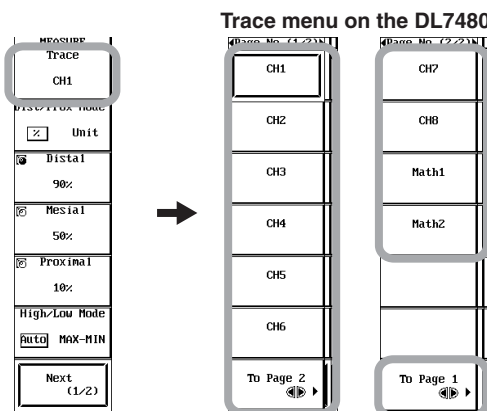 Trace menu on the DL7480
MEASURE
Trace
CH1
Dist/Prox Mode
% Unit
Distal
90%
Mesial
50%
Proximal
10%
High/Low Mode
Auto MAX-MIN
Next
(1/2)
Page No.(1/2)
CH1
CH2
CH3
CH4
CH5
CH6
To Page 2
Page No.(2/2)
CH7
CH8
Math1
Math2
To Page 1